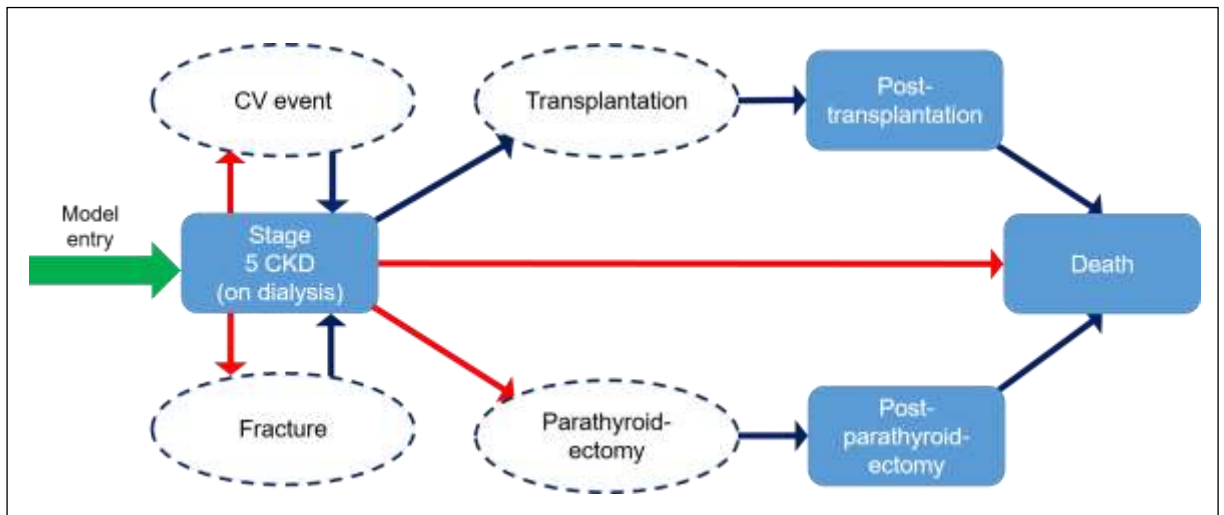 CV event
Transplantation
Post-
transplantation
Model
entry
Stage
5 CKD
(on dialysis)
Death
Fracture
Parathyroid-
ectomy
Post-
parathyroid-
ectomy